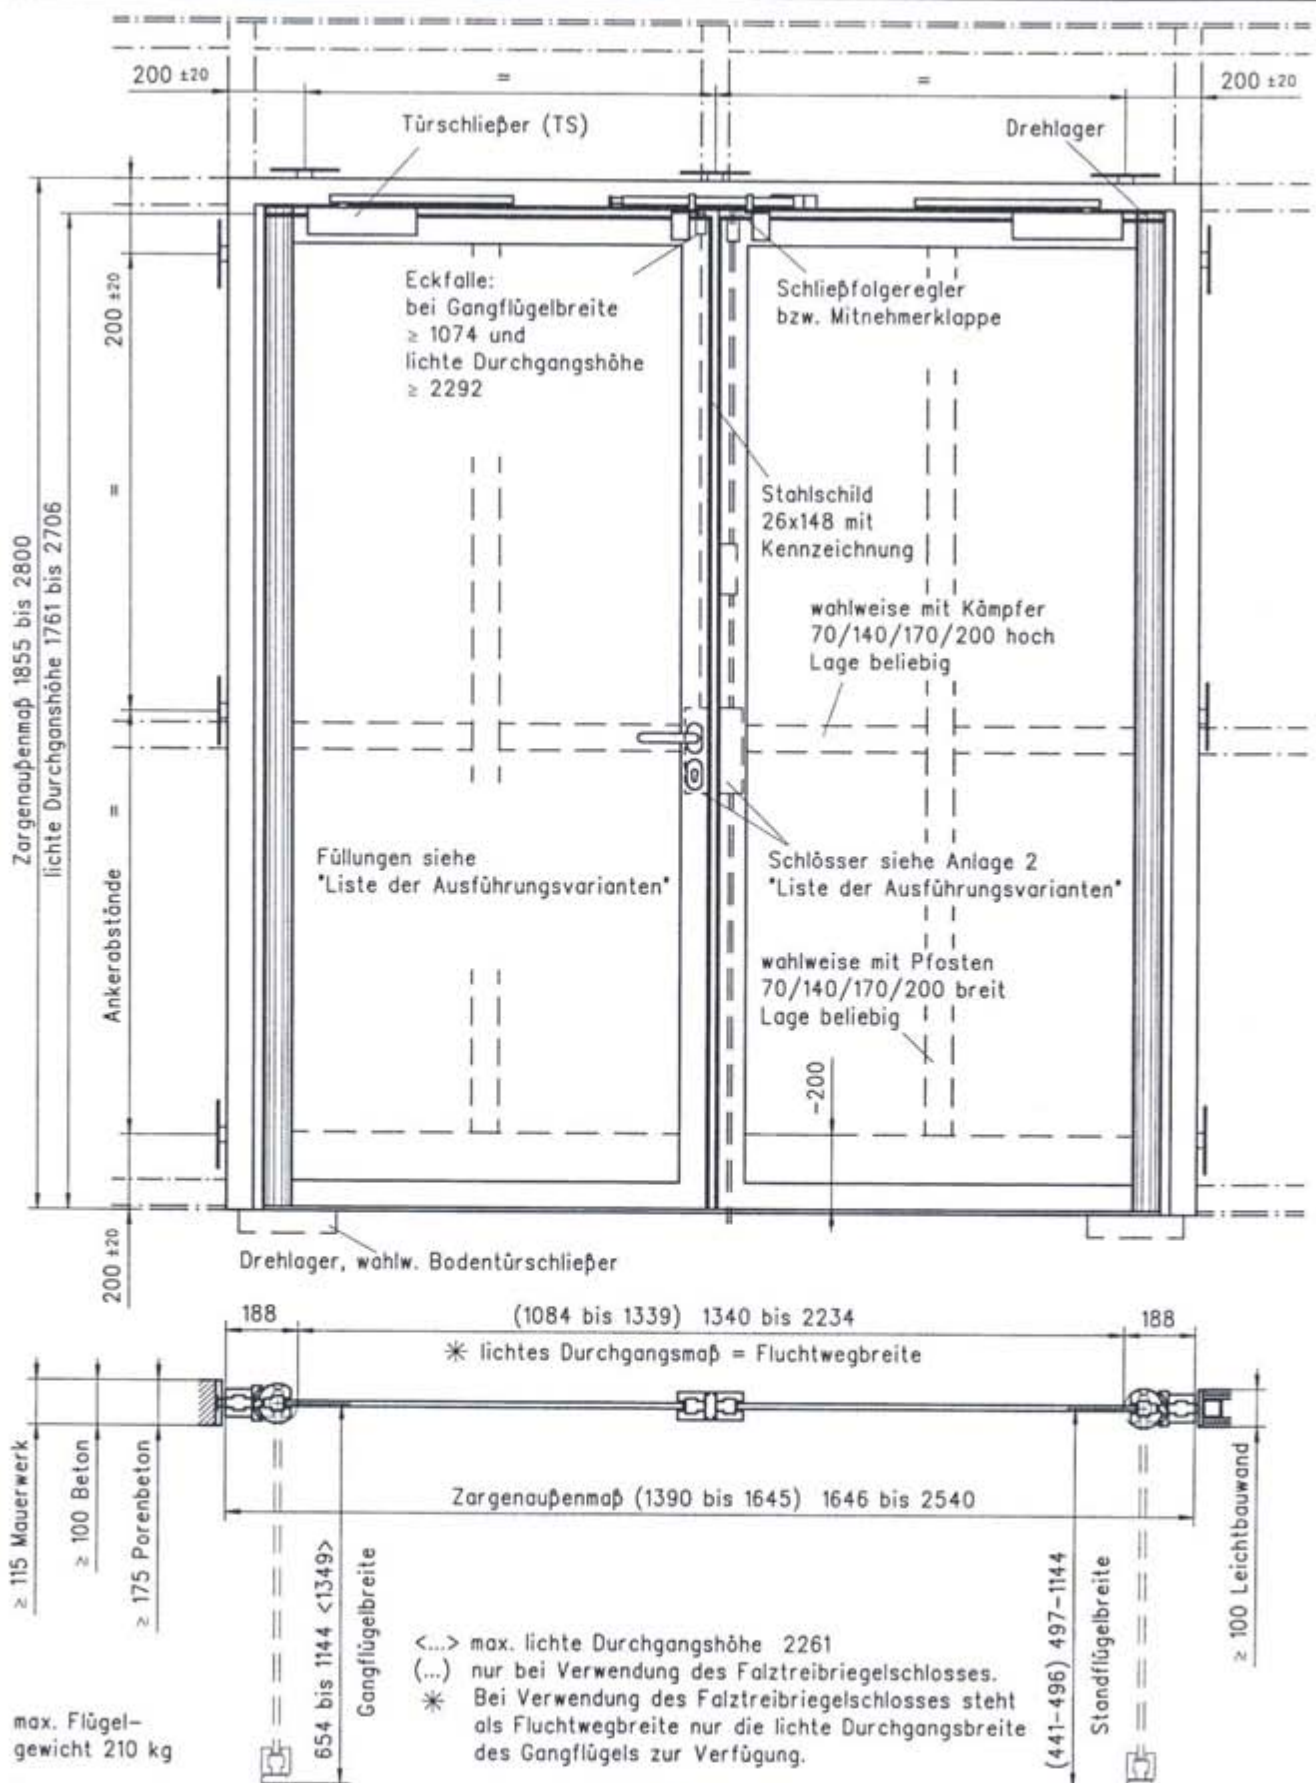 200 ±20
=
=
200 ±20
Türschließer (TS)
Drehlager
200 ±20
Eckfalle:
bei Gangflügelbreite
≥ 1074 und
lichte Durchgangshöhe
≥ 2292
Schließfolgeregler
bzw. Mitnehmerklappe
=
Stahlschild
26x148 mit
Kennzeichnung
Zargenaußenmaß 1855 bis 2800
lichte Durchganshöhe 1761 bis 2706
wahlweise mit Kämpfer
70/140/170/200 hoch
Lage beliebig
=
Ankerabstände
Füllungen siehe
"Liste der Ausführungsvarianten"
Schlösser siehe Anlage 2
"Liste der Ausführungsvarianten"
wahlweise mit Pfosten
70/140/170/200 breit
Lage beliebig
~200
200 ±20
Drehlager, wahlw. Bodentürschließer
188
(1084 bis 1339) 1340 bis 2234
188
* lichtes Durchgangsmaß = Fluchtwegbreite
≥ 115 Mauerwerk
≥ 100 Beton
≥ 175 Porenbeton
≥ 100 Leichtbauwand
Zargenaußenmaß (1390 bis 1645) 1646 bis 2540
654 bis 1144 <1349>
Gangflügelbreite
(441-496) 497-1144
Standflügelbreite
<...> max. lichte Durchgangshöhe 2261
(...) nur bei Verwendung des Falztreibriegelschlosses.
* Bei Verwendung des Falztreibriegelschlosses steht
als Fluchtwegbreite nur die lichte Durchgangsbreite
des Gangflügels zur Verfügung.
max. Flügel-
gewicht 210 kg